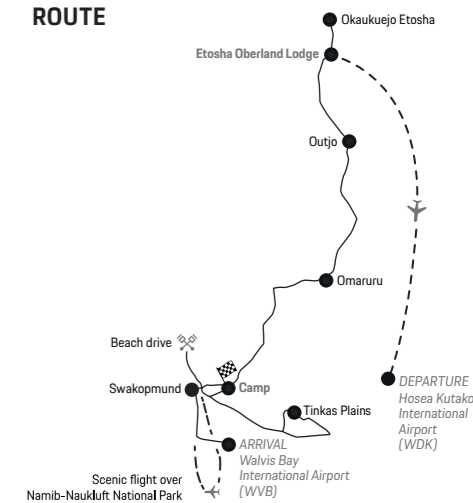 ROUTE
Okaukuejo Etosha
Etosha Oberland Lodge
Outjo
Omaruru
Beach drive
Camp
Swakopmund
Tinkas Plains
DEPARTURE
Hosea Kutako
International
Airport
(WDK)
ARRIVAL
Walvis Bay
International Airport
(WVB)
Scenic flight over
Namib-Naukluft National Park